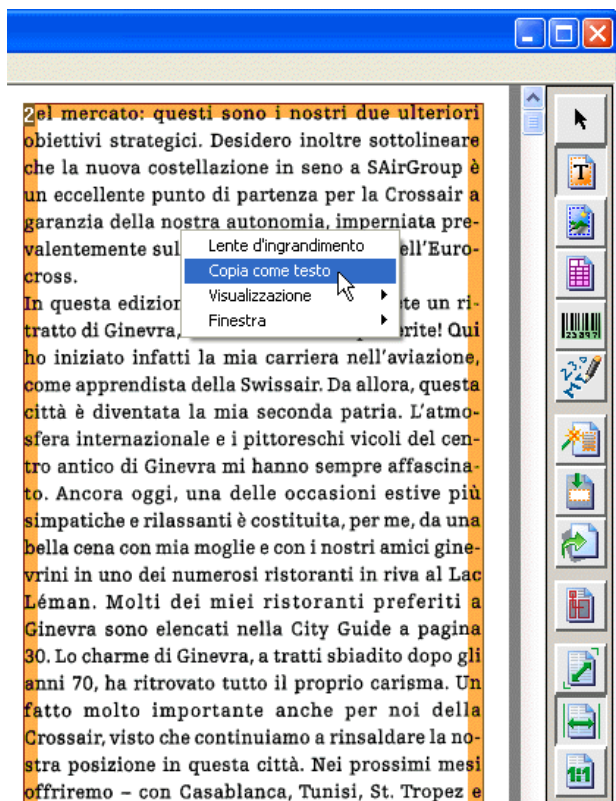 2
el mercato: questi sono i nostri due ulteriori
obiettivi strategici. Desidero inoltre sottolineare
che la nuova costellazione in seno a SAirGroup è
un eccellente punto di partenza per la Crossair a
garanzia della nostra autonomia, imperniata pre-
valentemente sul ell'Euro-
cross.
Lente d'ingrandimento
Copia come testo
Visualizzazione
Finestra
In questa edizion te un ri-
tratto di Ginevra, erite! Qui
ho iniziato infatti la mia carriera nell'aviazione,
come apprendista della Swissair. Da allora, questa
città è diventata la mia seconda patria. L'atmo-
sfera internazionale e i pittoreschi vicoli del cen-
tro antico di Ginevra mi hanno sempre affascina-
to. Ancora oggi, una delle occasioni estive più
simpatiche e rilassanti è costituita, per me, da una
bella cena con mia moglie e con i nostri amici gine-
vrini in uno dei numerosi ristoranti in riva al Lac
Léman. Molti dei miei ristoranti preferiti a
Ginevra sono elencati nella City Guide a pagina
30. Lo charme di Ginevra, a tratti sbiadito dopo gli
anni 70, ha ritrovato tutto il proprio carisma. Un
fatto molto importante anche per noi della
Crossair, visto che continuiamo a rinsaldare la no-
stra posizione in questa città. Nei prossimi mesi
offriremo – con Casablanca, Tunisi, St. Tropez e
T
1:1